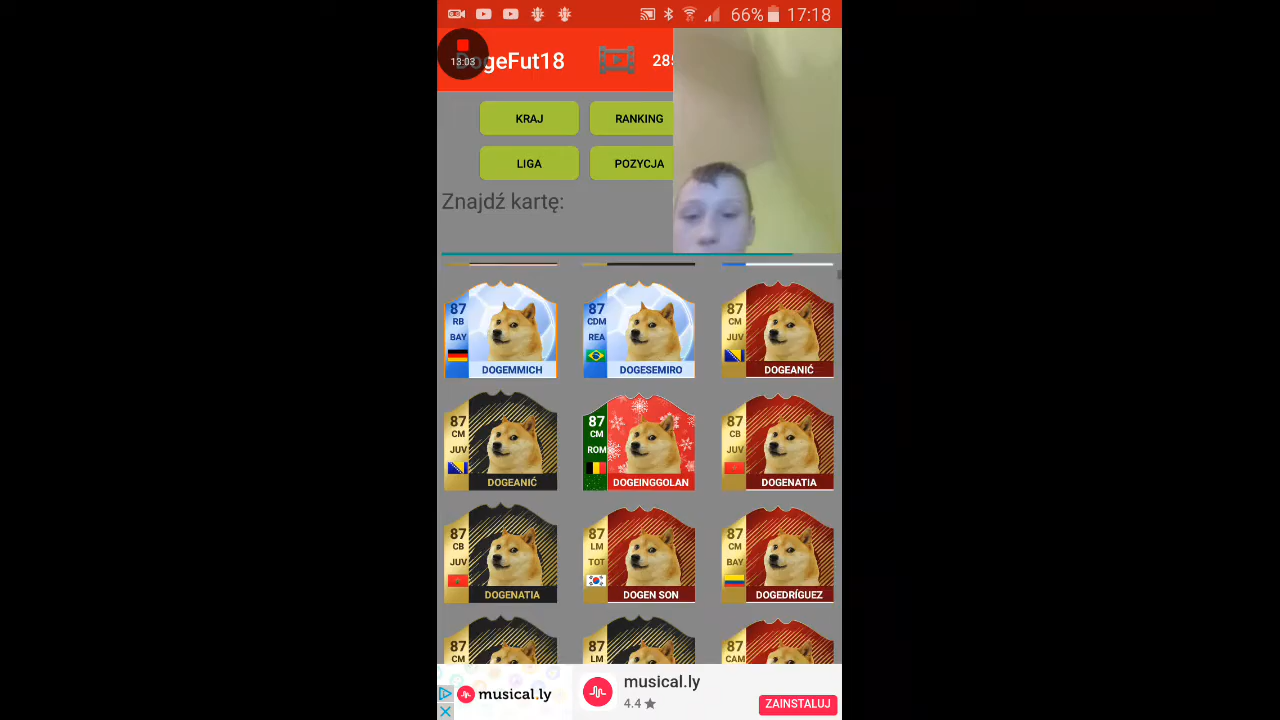 66% 17:18
13:03
geFut18 285
KRAJ RANKING
LIGA POZYCJA
Znajdź kartę:
87 87 87
RB CDM CM
BAY REA JUV
DOGEMMICH DOGESEMIRO DOGEANIĆ
87 87 87
CM CM CB
JUV ROM JUV
DOGEANIĆ DOGEINGGOLAN DOGENATIA
87 87 87
CB LM CM
JUV TOT BAY
DOGENATIA DOGEN SON DOGEDRÍGUEZ
87 87 87
CM LM CAM
musical.ly musical.ly
4.4 ZAINSTALUJ